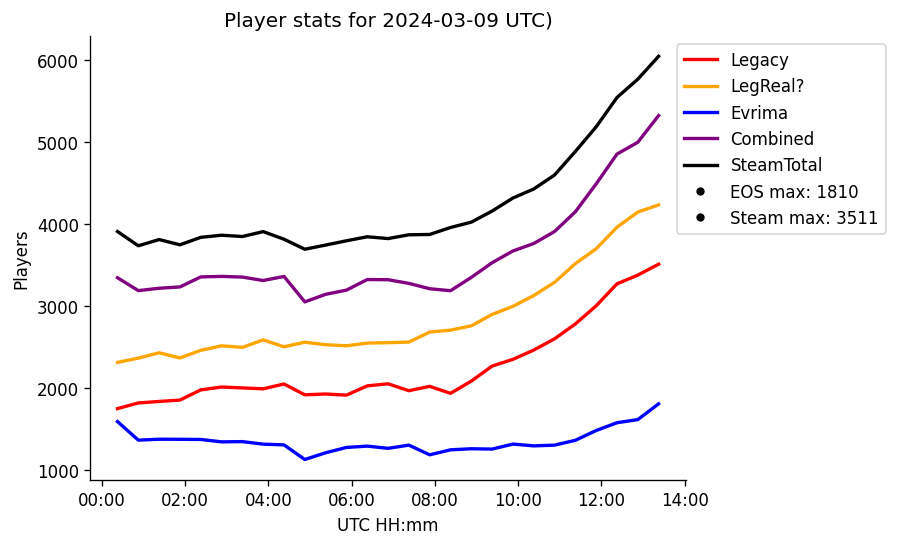 Player stats for 2024-03-09 UTC)
6000
5000
4000
3000
2000
1000
Players
00:00 02:00 04:00 06:00 08:00 10:00 12:00 14:00
UTC HH:mm
Legacy
LegReal?
Evrima
Combined
SteamTotal
EOS max: 1810
Steam max: 3511